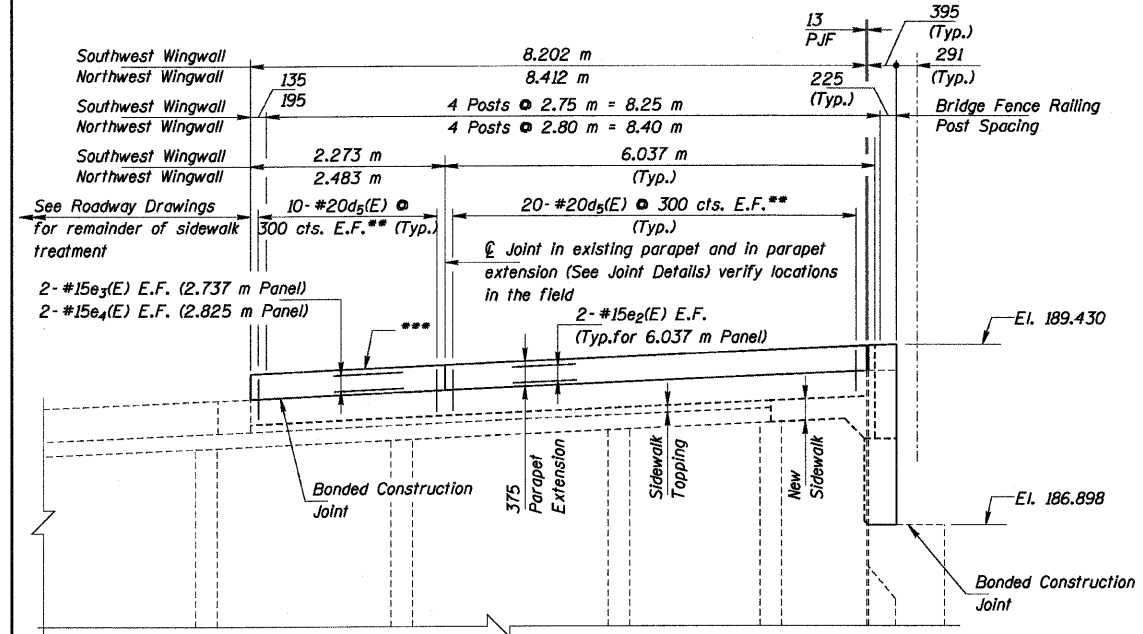 13
PJF
395
(Typ.)
291
(Typ.)
Southwest Wingwall
Northwest Wingwall
8.202 m
8.412 m
135
195
225
(Typ.)
Southwest Wingwall
Northwest Wingwall
4 Posts @ 2.75 m = 8.25 m
4 Posts @ 2.80 m = 8.40 m
Bridge Fence Railing
Post Spacing
Southwest Wingwall
Northwest Wingwall
2.273 m
2.483 m
6.037 m
(Typ.)
See Roadway Drawings
for remainder of sidewalk
treatment
10- #20d5(E) @
300 cts. E.F.** (Typ.)
20- #20d5(E) @ 300 cts. E.F.**
(Typ.)
℄ Joint in existing parapet and in parapet
extension (See Joint Details) verify locations
in the field
2- #15e3(E) E.F. (2.737 m Panel)
2- #15e4(E) E.F. (2.825 m Panel)
***
2- #15e2(E) E.F.
(Typ.for 6.037 m Panel)
El. 189.430
Bonded Construction
Joint
375
Parapet
Extension
Sidewalk
Topping
New
Sidewalk
El. 186.898
Bonded Construction
Joint